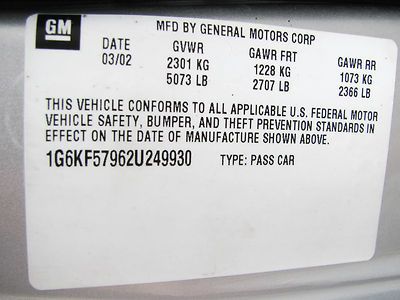 GM
MFD BY GENERAL MOTORS CORP
DATE GVWR GAWR FRT GAWR RR
03/02 2301 KG 1228 KG 1073 KG
5073 LB 2707 LB 2366 LB
THIS VEHICLE CONFORMS TO ALL APPLICABLE U.S. FEDERAL MOTOR
VEHICLE SAFETY, BUMPER, AND THEFT PREVENTION STANDARDS IN
EFFECT ON THE DATE OF MANUFACTURE SHOWN ABOVE.
1G6KF57962U249930 TYPE: PASS CAR